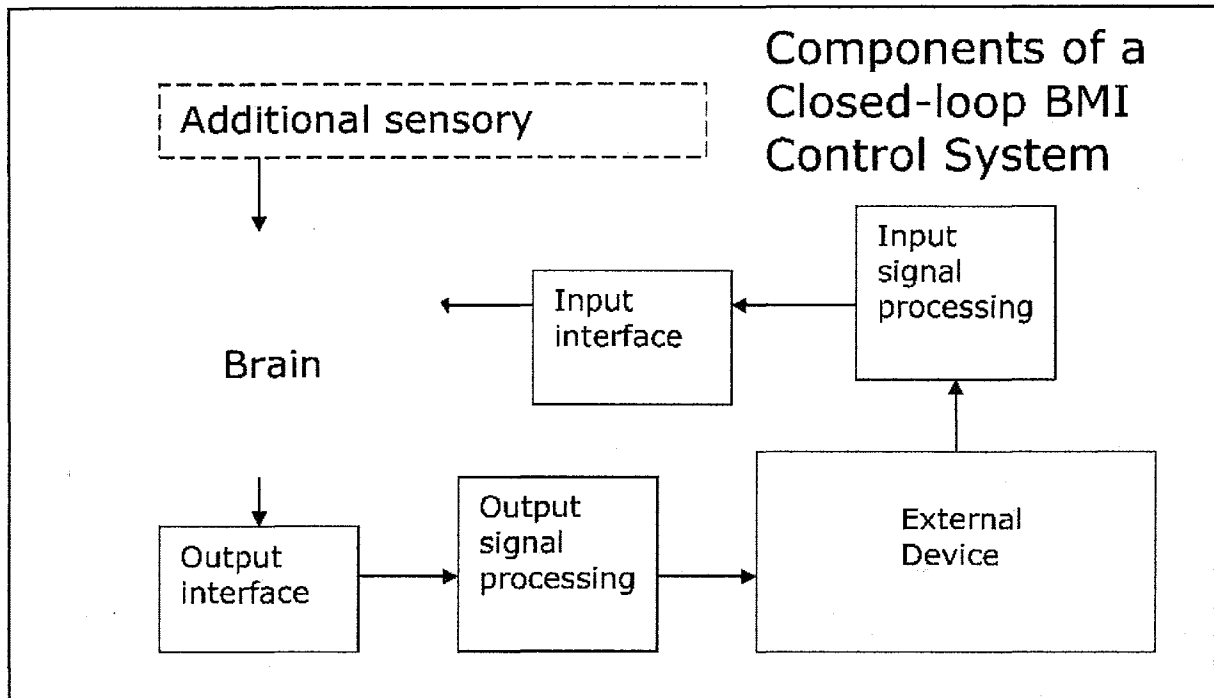 Components of a
Closed-loop BMI
Control System
Additional sensory
Input
signal
processing
Input
interface
Brain
Output
interface
Output
signal
processing
External
Device